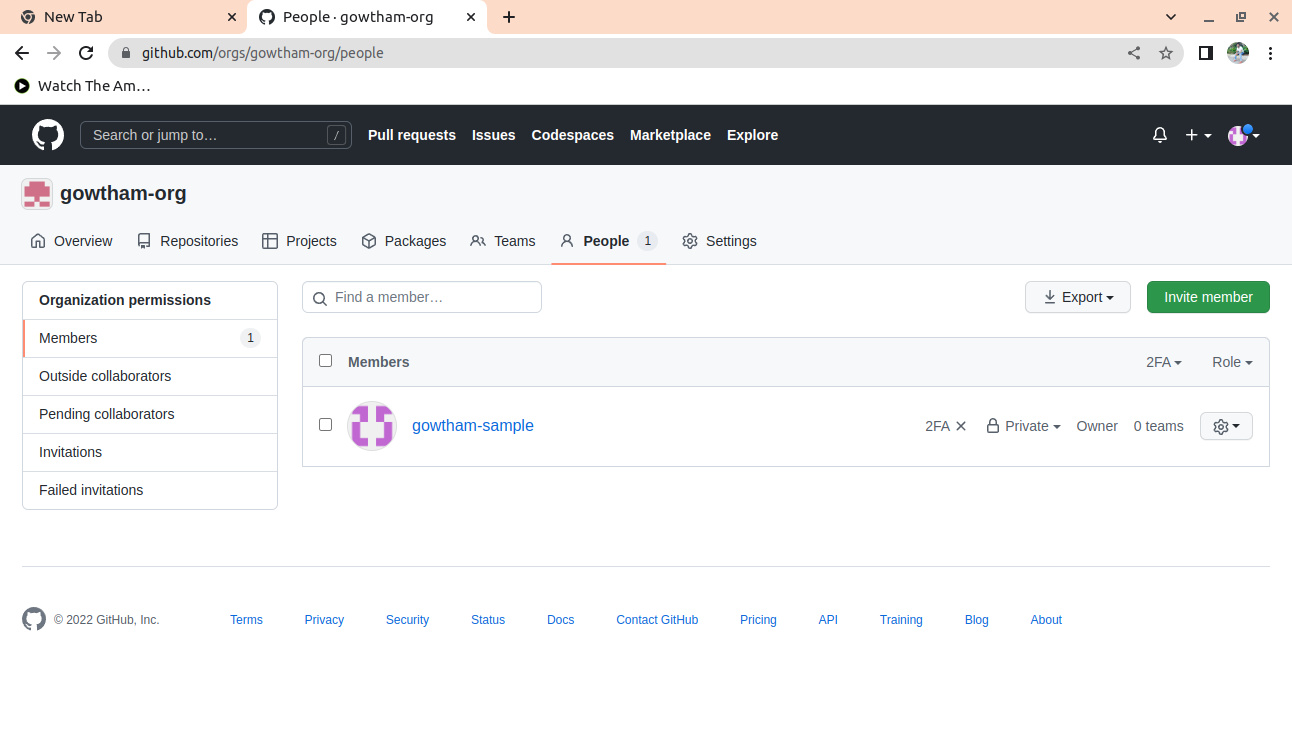 New Tab
People · gowtham-org
github.com/orgs/gowtham-org/people
Watch The Am…
Search or jump to…
/
Pull requests
Issues
Codespaces
Marketplace
Explore
gowtham-org
Overview
Repositories
Projects
Packages
Teams
People 1
Settings
Organization permissions
Members 1
Outside collaborators
Pending collaborators
Invitations
Failed invitations
Find a member…
Export
Invite member
Members
2FA
Role
gowtham-sample
2FA
Private
Owner
0 teams
© 2022 GitHub, Inc.
Terms
Privacy
Security
Status
Docs
Contact GitHub
Pricing
API
Training
Blog
About